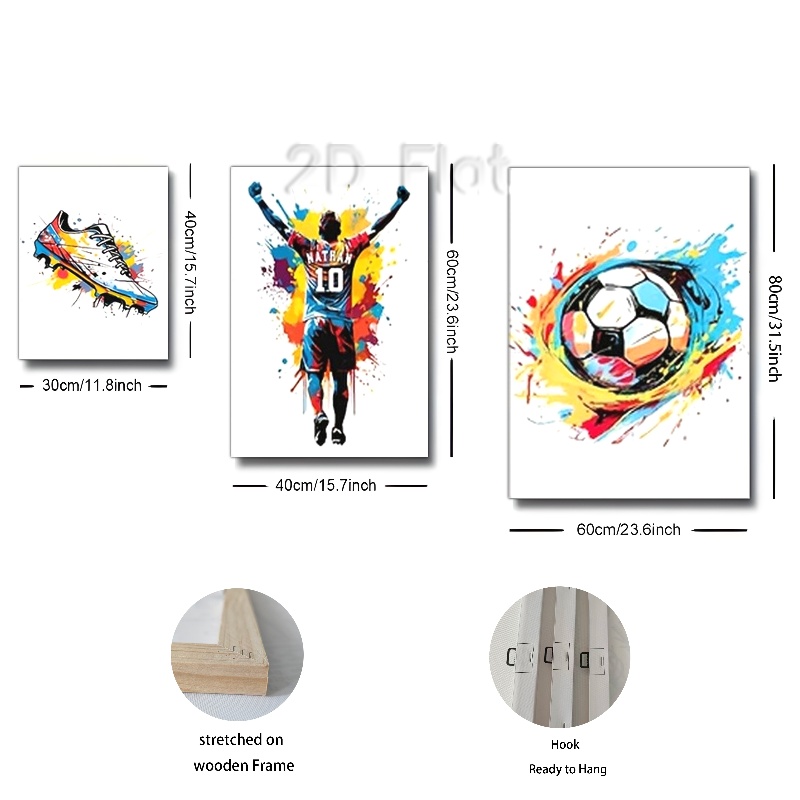 2D Flat
40cm/15.7inch
30cm/11.8inch
NATHAN
10
60cm/23.6inch
40cm/15.7inch
80cm/31.5inch
60cm/23.6inch
stretched on
wooden Frame
Hook
Ready to Hang